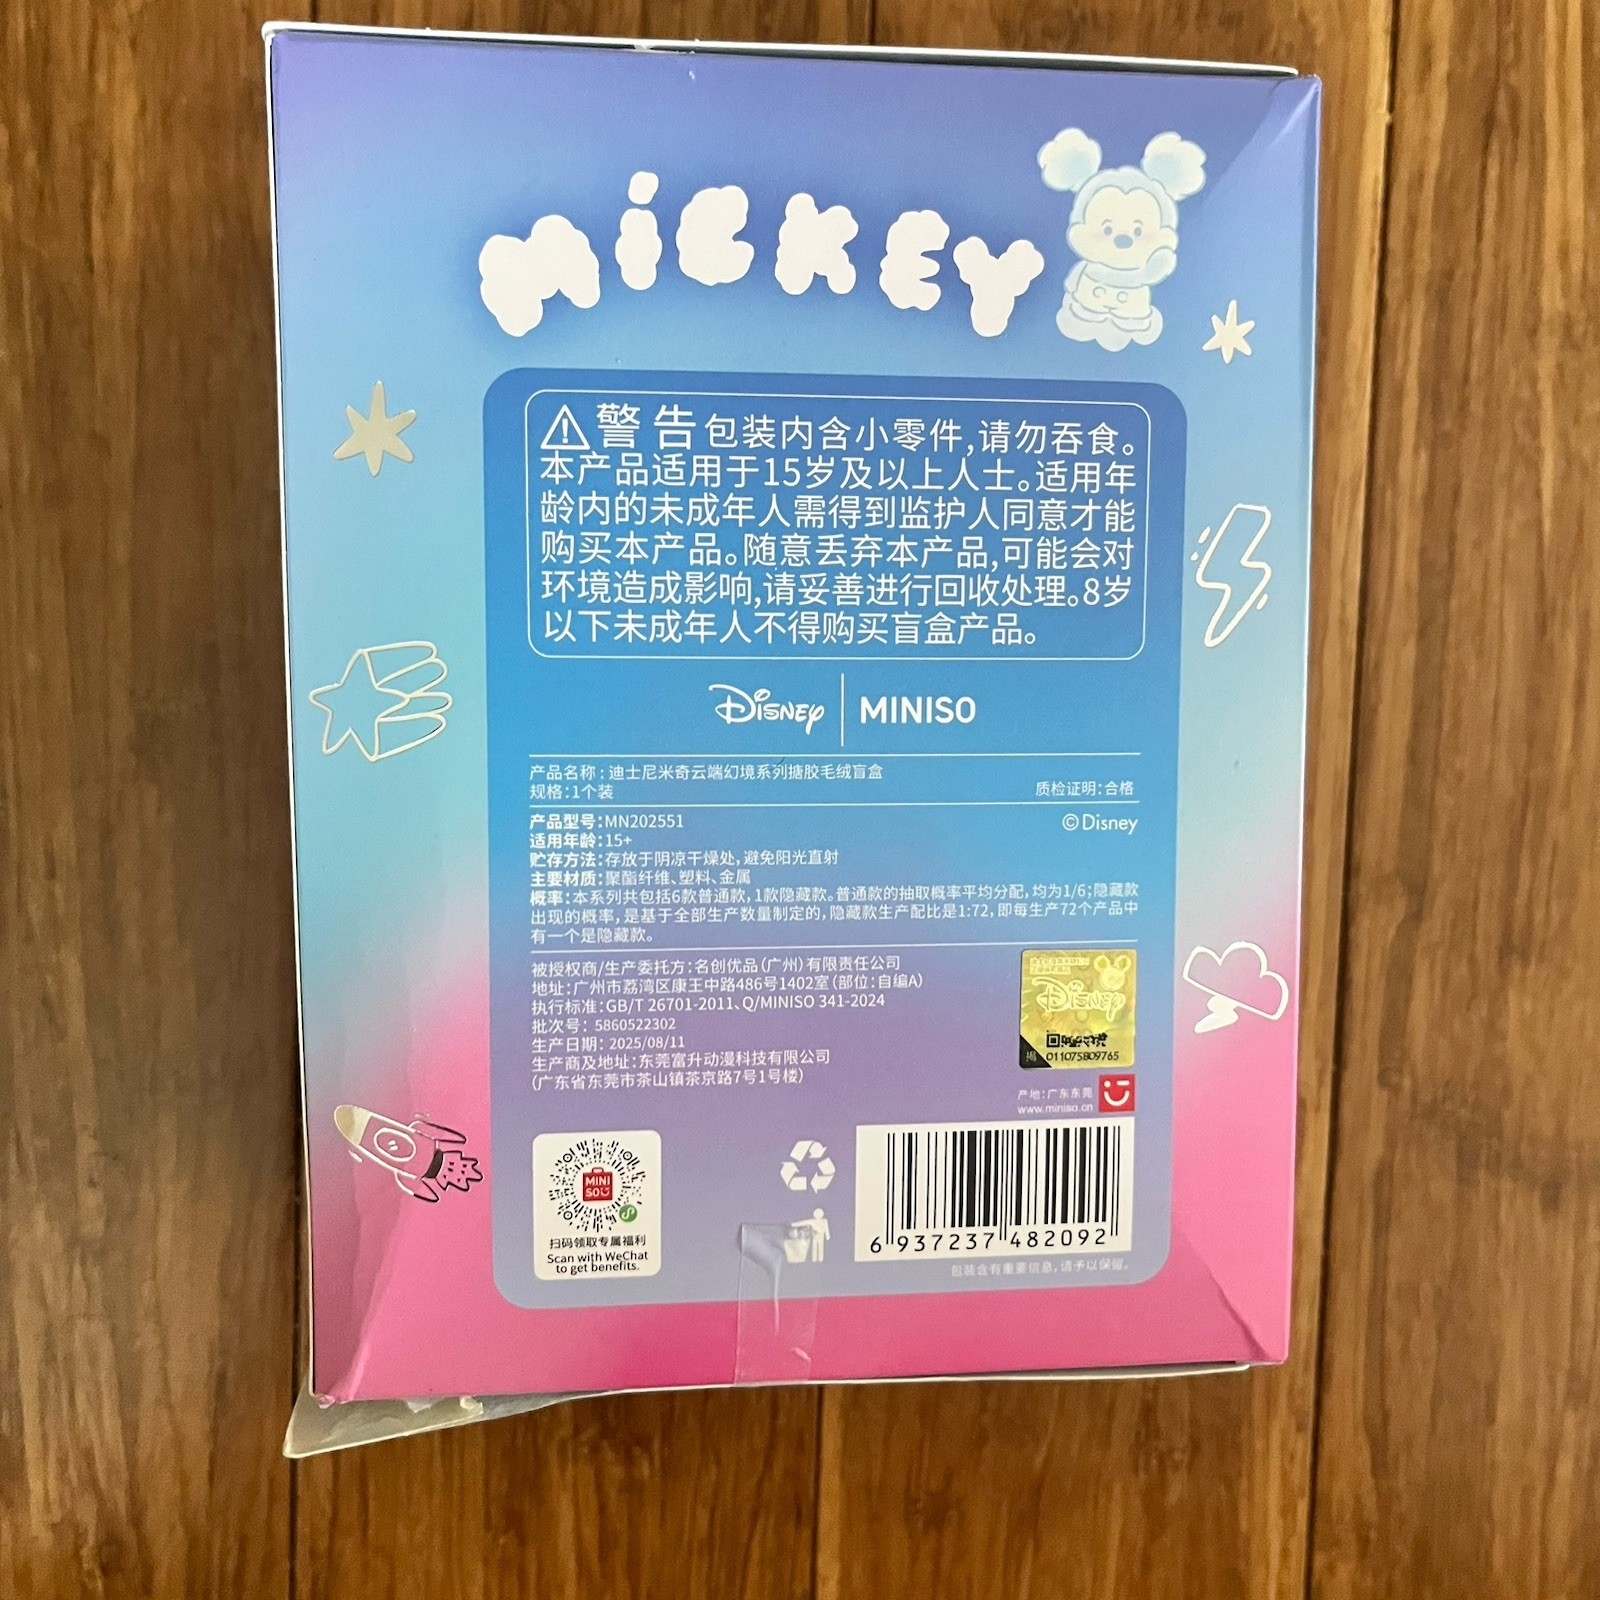 MICKEY
警告包装内含小零件,请勿吞食。
本产品适用于15岁及以上人士。适用年
龄内的未成年人需得到监护人同意才能
购买本产品。随意丢弃本产品,可能会对
环境造成影响,请妥善进行回收处理。8岁
以下未成年人不得购买盲盒产品。
Disney MINISO
产品名称:迪士尼米奇云端幻境系列搪胶毛绒盲盒
规格:1个装
质检证明:合格
产品型号:MN202551
©Disney
适用年龄:15+
贮存方法:存放于阴凉干燥处,避免阳光直射
主要材质:聚酯纤维、塑料、金属
概率:本系列共包括6款普通款,1款隐藏款。普通款的抽取概率平均分配,均为1/6;隐藏款
出现的概率,是基于全部生产数量制定的,隐藏款生产配比是1:72,即每生产72个产品中
有一个是隐藏款。
被授权商/生产委托方:名创优品(广州)有限责任公司
地址:广州市荔湾区康王中路486号1402室(部位:自编A)
执行标准:GB/T 26701-2011、Q/MINISO 341-2024
批次号: 5860522302
生产日期: 2025/08/11
生产商及地址:东莞富升动漫科技有限公司
(广东省东莞市茶山镇茶京路7号1号楼)
Disney
揭
011075809765
产地:广东东莞
www.miniso.cn
MINI
SO
扫码领取专属福利
Scan with WeChat
to get benefits.
6 937237 482092
包装含有重要信息,请予以保留。